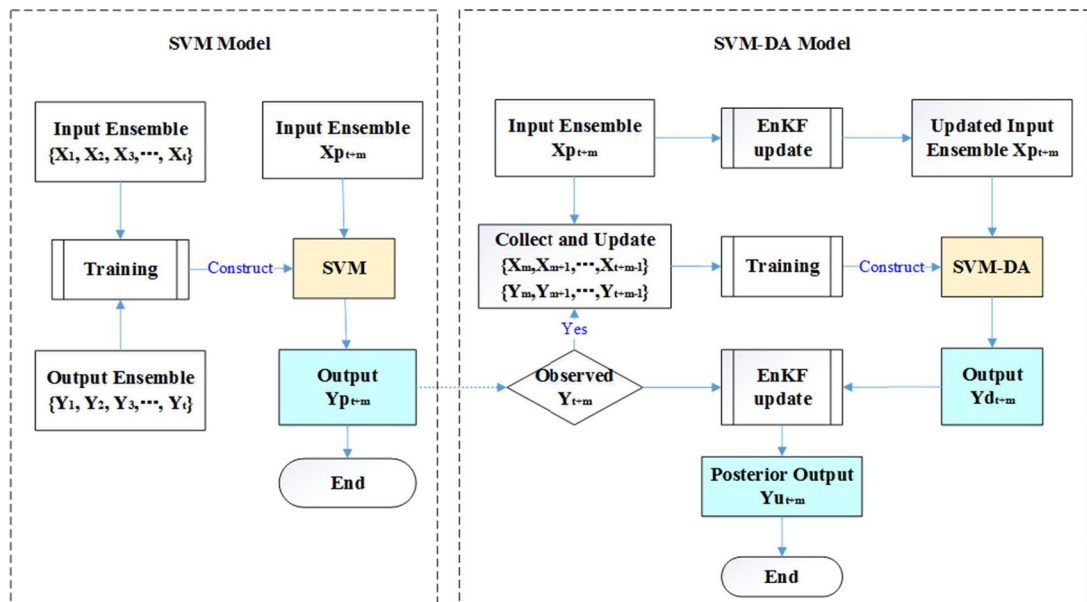 SVM Model
Input Ensemble
{X₁, X₂, X₃,⋯, Xₜ}
Input Ensemble
Xpₜ₊ₘ
Training
Construct
SVM
Output Ensemble
{Y₁, Y₂, Y₃,⋯, Yₜ}
Output
Ypₜ₊ₘ
End
SVM-DA Model
Input Ensemble
Xpₜ₊ₘ
EnKF
update
Updated Input
Ensemble Xpₜ₊ₘ
Collect and Update
{Xₘ,Xₘ₊₁,⋯,Xₜ₊ₘ₋₁}
{Yₘ,Yₘ₊₁,⋯,Yₜ₊ₘ₋₁}
Training
Construct
SVM-DA
Yes
Observed
Yₜ₊ₘ
EnKF
update
Output
Ydₜ₊ₘ
Posterior Output
Yuₜ₊ₘ
End